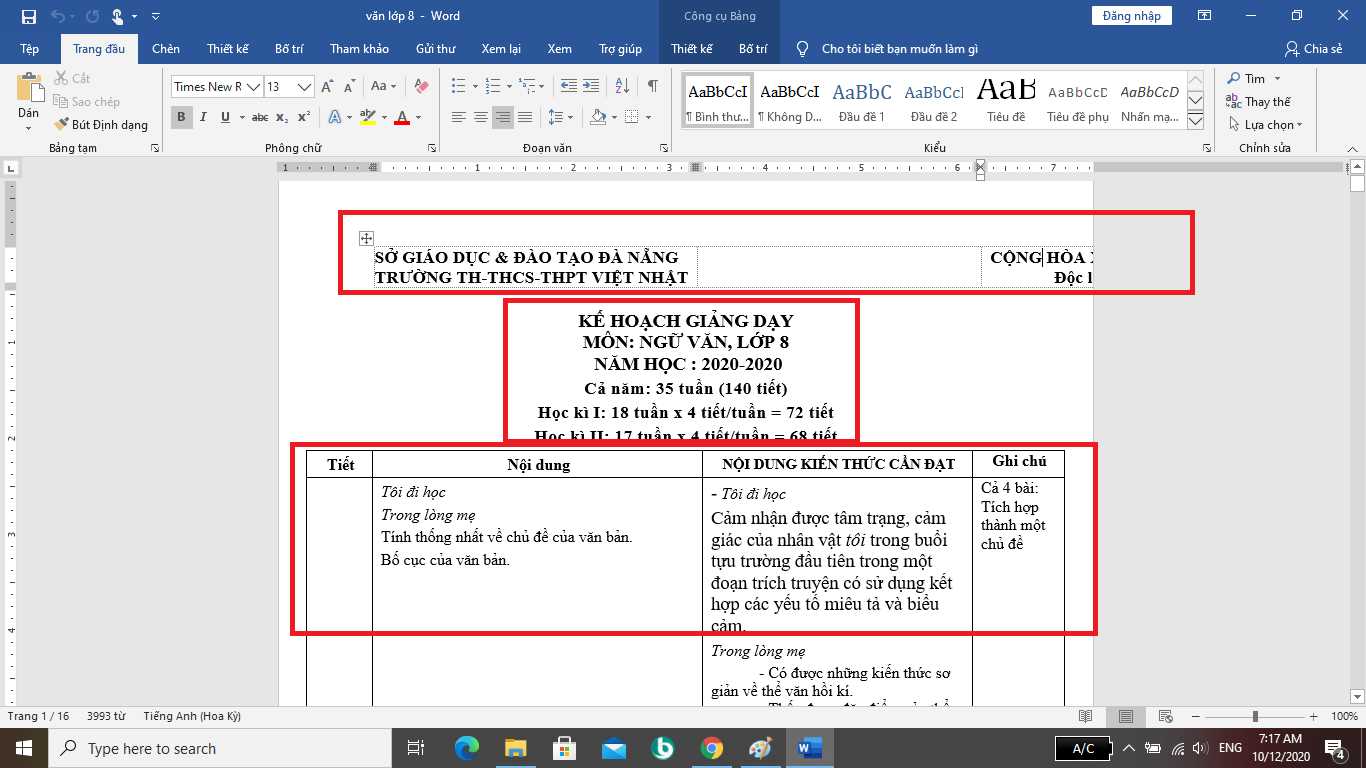 văn lớp 8 - Word
Công cụ Bảng
Đăng nhập
Tệp Trang đầu Chèn Thiết kế Bố trí Tham khảo Gửi thư Xem lại Xem Trợ giúp Thiết kế Bố trí Cho tôi biết bạn muốn làm gì Chia sẻ
Dán
Cắt
Sao chép
Bút Định dạng
Bảng tạm
Times New R 13
Phông chữ
Đoạn văn
AaBbCcI AaBbCcI AaBbC AaBbCcI AaB AaBbCcD AaBbCcD
¶ Bình thư... ¶ Không D... Đầu đề 1 Đầu đề 2 Tiêu đề Tiêu đề phụ Nhấn mạ...
Kiểu
Tìm
Thay thế
Lựa chọn
Chỉnh sửa
1 1 2 3 4 5 6 7
SỞ GIÁO DỤC & ĐÀO TẠO ĐÀ NẴNG
TRƯỜNG TH-THCS-THPT VIỆT NHẬT
CỘNG HÒA
Độc l
KẾ HOẠCH GIẢNG DẠY
MÔN: NGỮ VĂN, LỚP 8
NĂM HỌC : 2020-2020
Cả năm: 35 tuần (140 tiết)
Học kì I: 18 tuần x 4 tiết/tuần = 72 tiết
Học kì II: 17 tuần x 4 tiết/tuần = 68 tiết
Tiết Nội dung NỘI DUNG KIẾN THỨC CẦN ĐẠT Ghi chú
Tôi đi học
Trong lòng mẹ
Tính thống nhất về chủ đề của văn bản.
Bố cục của văn bản.
- Tôi đi học
Cảm nhận được tâm trạng, cảm
giác của nhân vật tôi trong buổi
tựu trường đầu tiên trong một
đoạn trích truyện có sử dụng kết
hợp các yếu tố miêu tả và biểu
cảm.
Cả 4 bài:
Tích hợp
thành một
chủ đề
Trong lòng mẹ
- Có được những kiến thức sơ
giản về thể văn hồi kí.
Trang 1 / 16 3993 từ Tiếng Anh (Hoa Kỳ) 100%
Type here to search
A/C
ENG
7:17 AM
10/12/2020
4